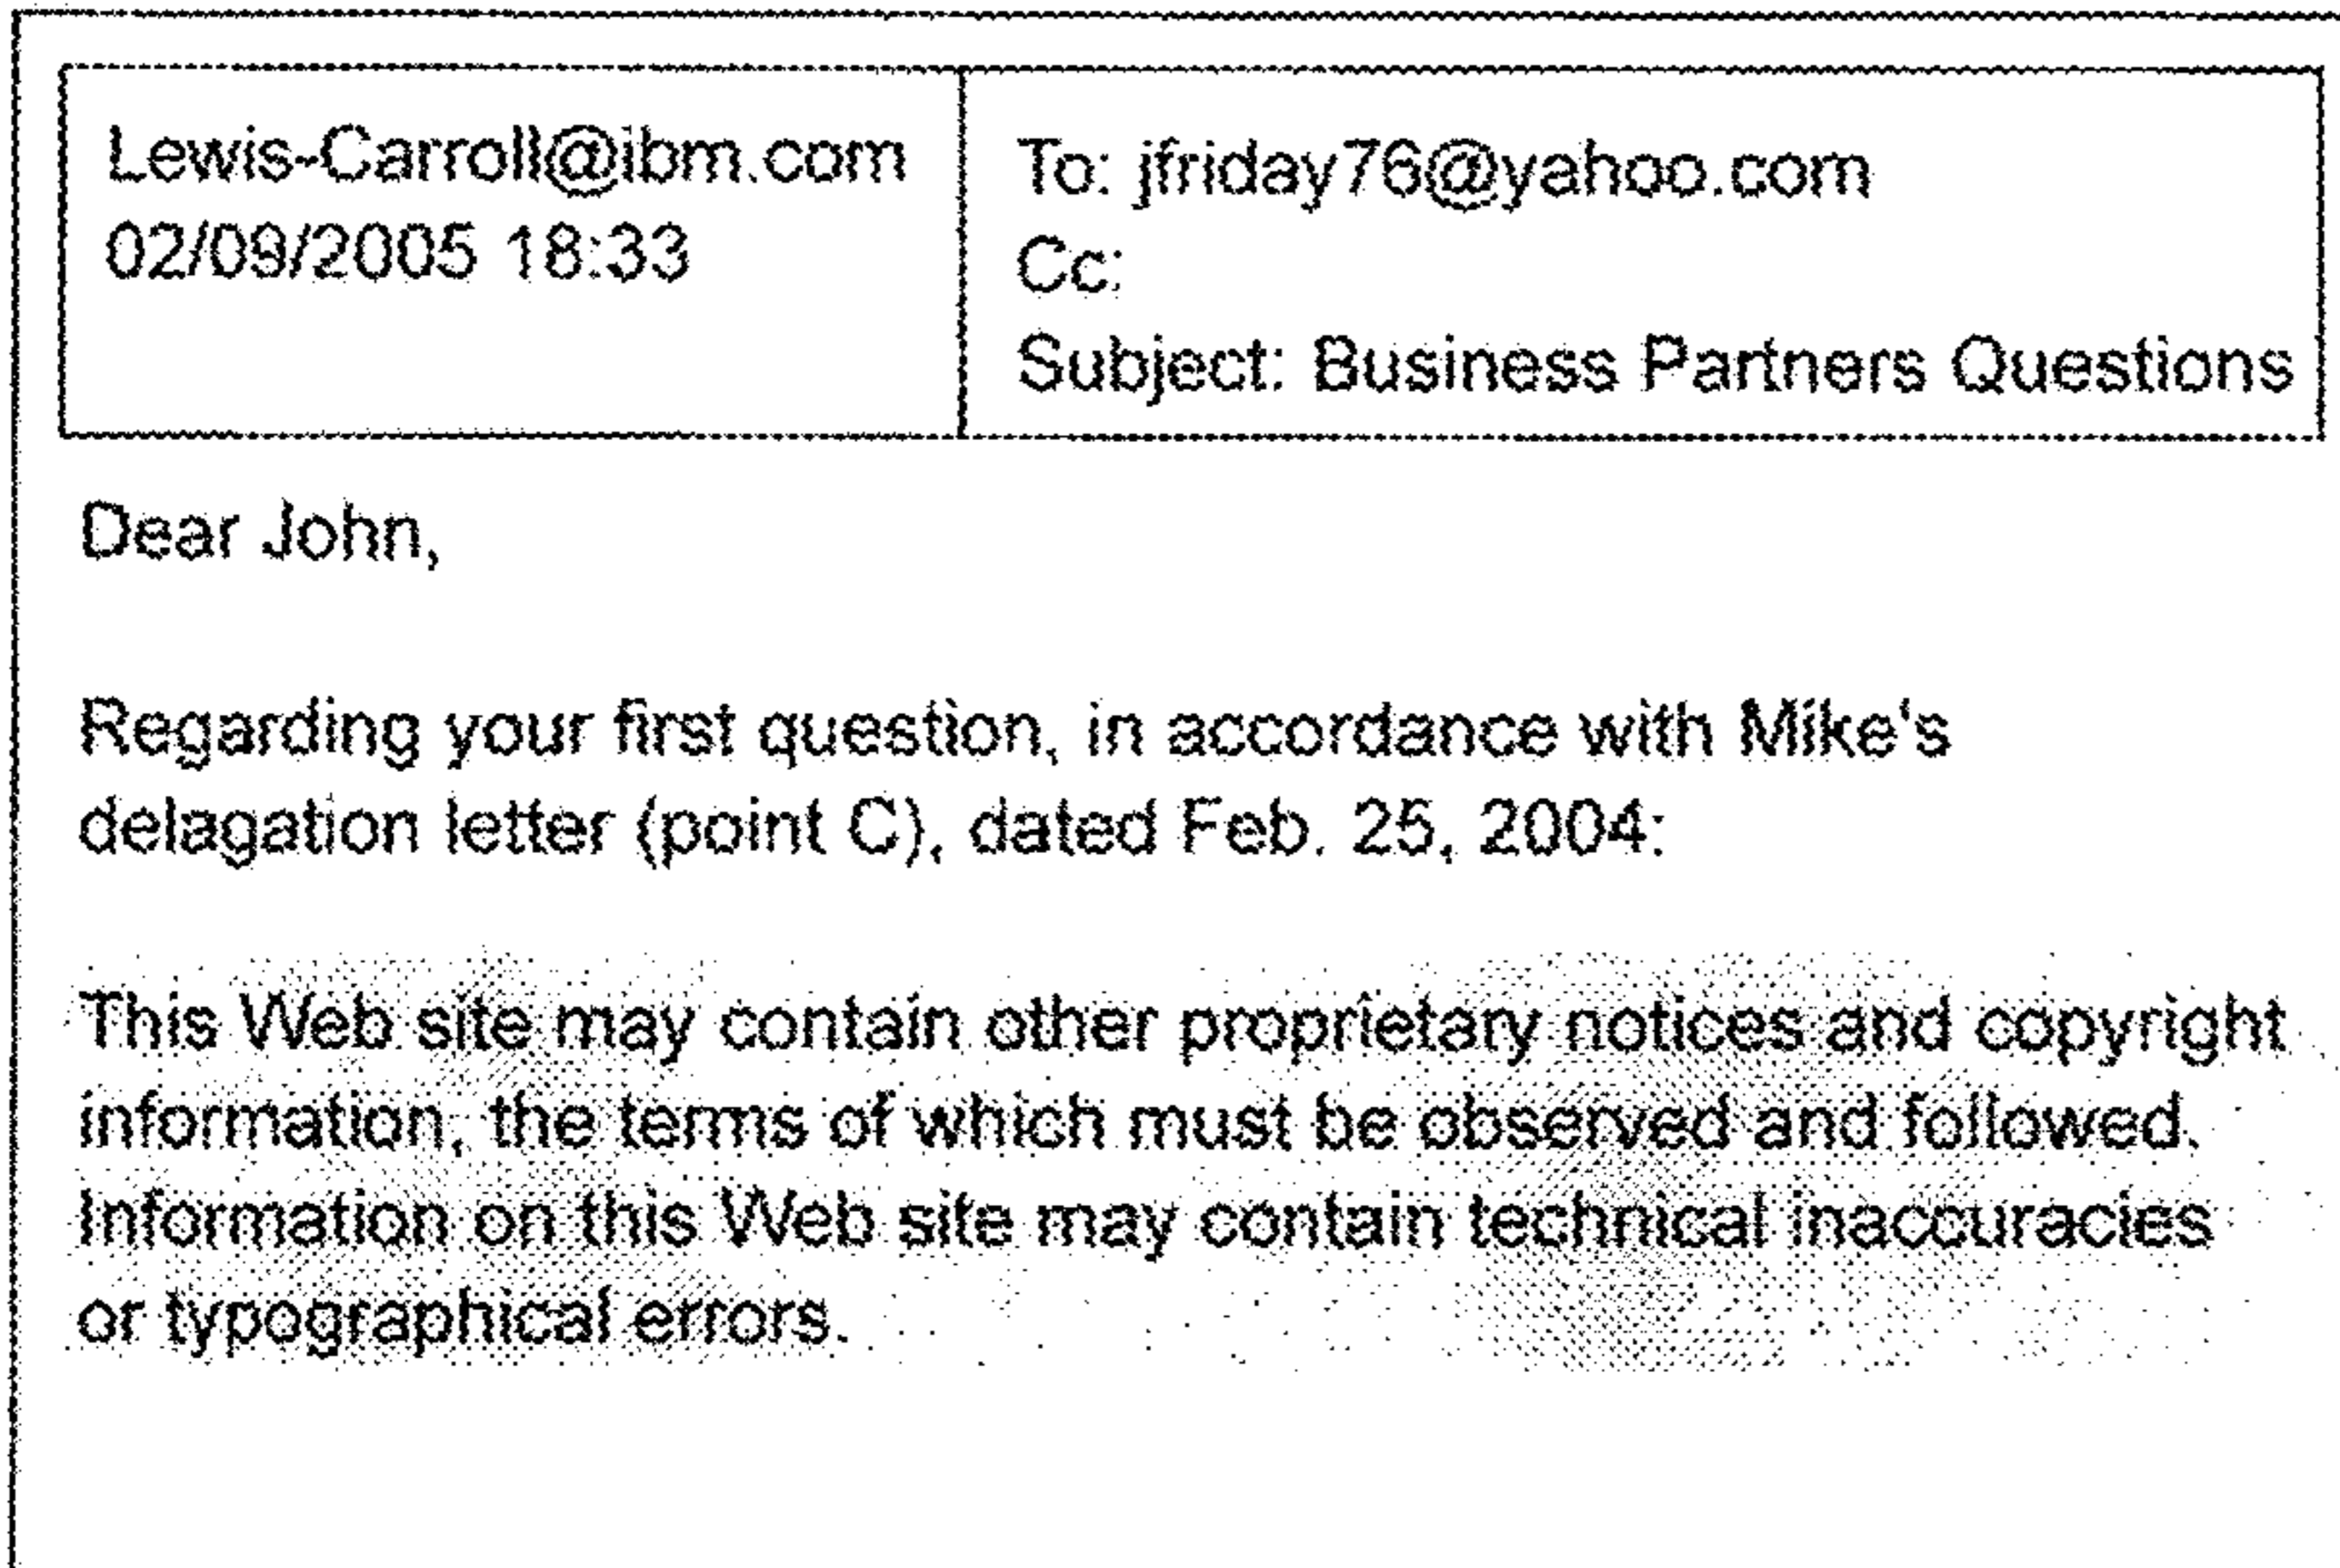 Lewis-Carroll@ibm.com
02/09/2005 18:33
To: jfriday76@yahoo.com
Cc:
Subject: Business Partners Questions
Dear John,
Regarding your first question, in accordance with Mike's
delagation letter (point C), dated Feb. 25, 2004:
This Web site may contain other proprietary notices and copyright
information, the terms of which must be observed and followed.
Information on this Web site may contain technical inaccuracies
or typographical errors.